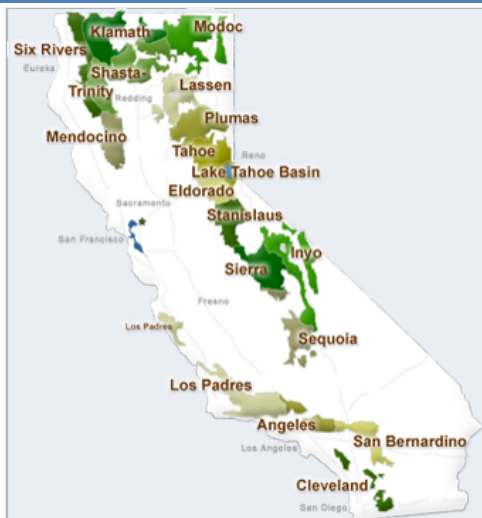 Klamath
Modoc
Six Rivers
Eureka
Shasta-
Trinity
Redding
Lassen
Plumas
Mendocino
Tahoe
Reno
Lake Tahoe Basin
Eldorado
Sacramento
Stanislaus
San Francisco
Inyo
Sierra
Fresno
Los Padres
Sequoia
Los Padres
Angeles
San Bernardino
Los Angeles
Cleveland
San Diego